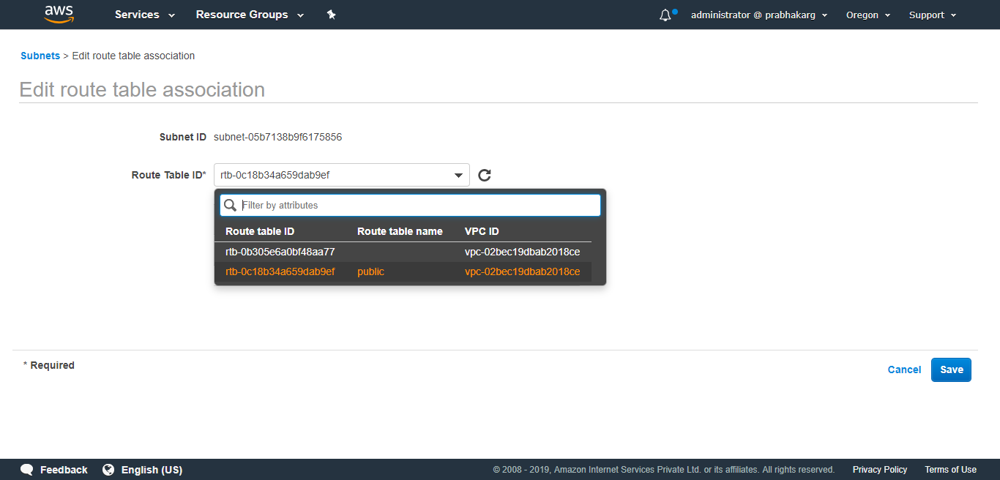 aws Services Resource Groups administrator @ prabhakarg Oregon Support
Subnets > Edit route table association
Edit route table association
Subnet ID subnet-05b7138b9f6175856
Route Table ID* rtb-0c18b34a659dab9ef
Filter by attributes
Route table ID Route table name VPC ID
rtb-0b305e6a0bf48aa77 vpc-02bec19dbab2018ce
rtb-0c18b34a659dab9ef public vpc-02bec19dbab2018ce
* Required
Cancel Save
Feedback English (US) © 2008 - 2019, Amazon Internet Services Private Ltd. or its affiliates. All rights reserved. Privacy Policy Terms of Use